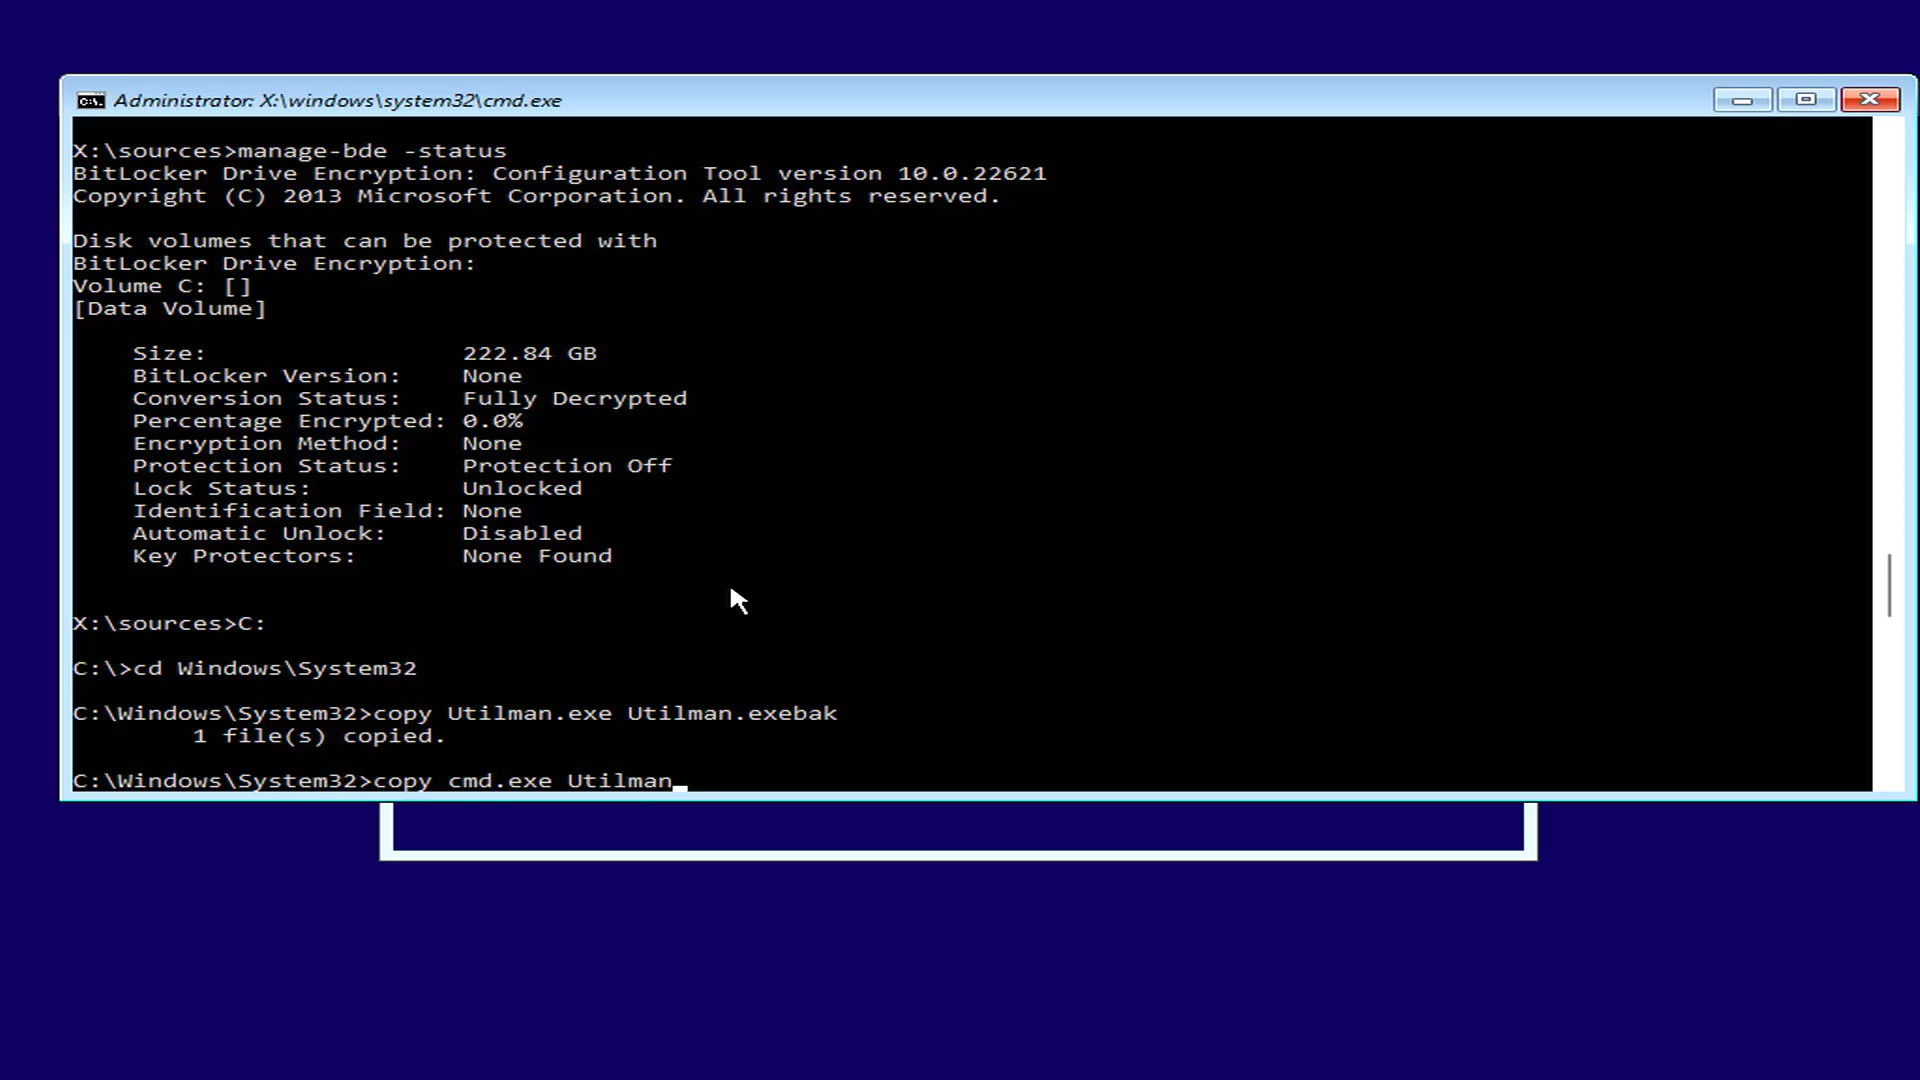 Administrator: X:\windows\system32\cmd.exe
X:\sources>manage-bde -status
BitLocker Drive Encryption: Configuration Tool version 10.0.22621
Copyright (C) 2013 Microsoft Corporation. All rights reserved.
Disk volumes that can be protected with
BitLocker Drive Encryption:
Volume C: []
[Data Volume]
Size: 222.84 GB
BitLocker Version: None
Conversion Status: Fully Decrypted
Percentage Encrypted: 0.0%
Encryption Method: None
Protection Status: Protection Off
Lock Status: Unlocked
Identification Field: None
Automatic Unlock: Disabled
Key Protectors: None Found
X:\sources>C:
C:\>cd Windows\System32
C:\Windows\System32>copy Utilman.exe Utilman.exebak
1 file(s) copied.
C:\Windows\System32>copy cmd.exe Utilman